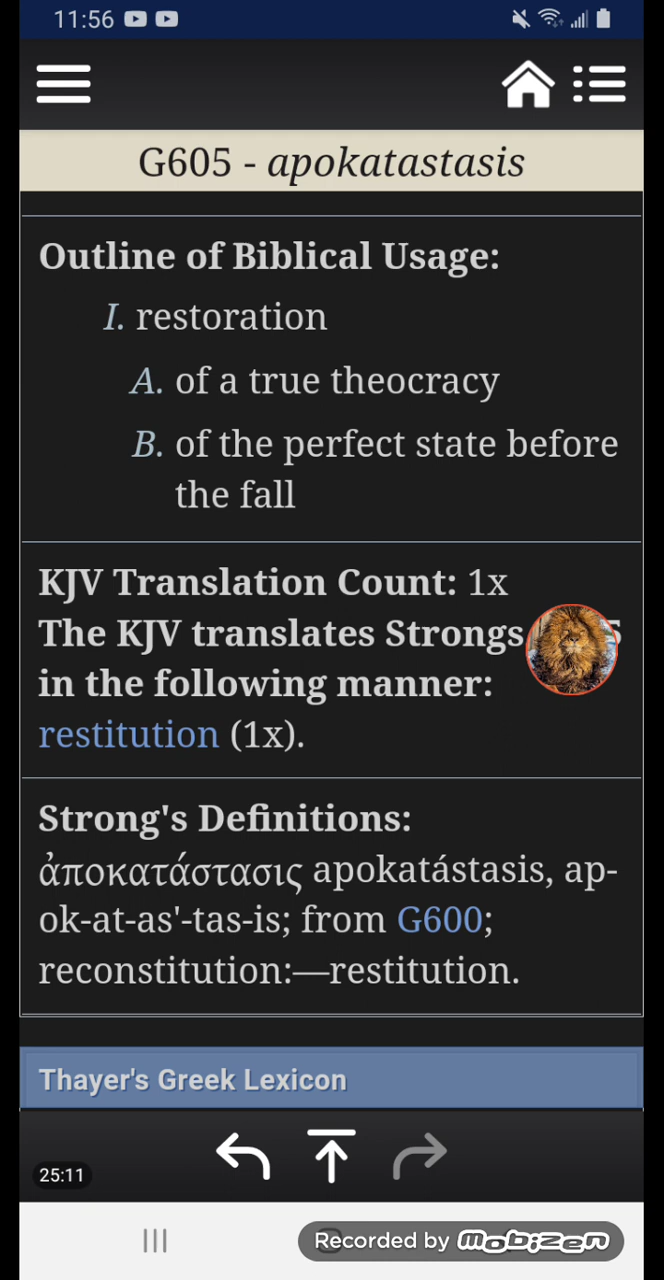 11:56
G605 - apokatastasis
Outline of Biblical Usage:
I. restoration
A. of a true theocracy
B. of the perfect state before
the fall
KJV Translation Count: 1x
The KJV translates Strongs 5
in the following manner:
restitution (1x).
Strong's Definitions:
ἀποκατάστασις apokatástasis, ap-
ok-at-as'-tas-is; from G600;
reconstitution:—restitution.
Thayer's Greek Lexicon
25:11
Recorded by mobizen